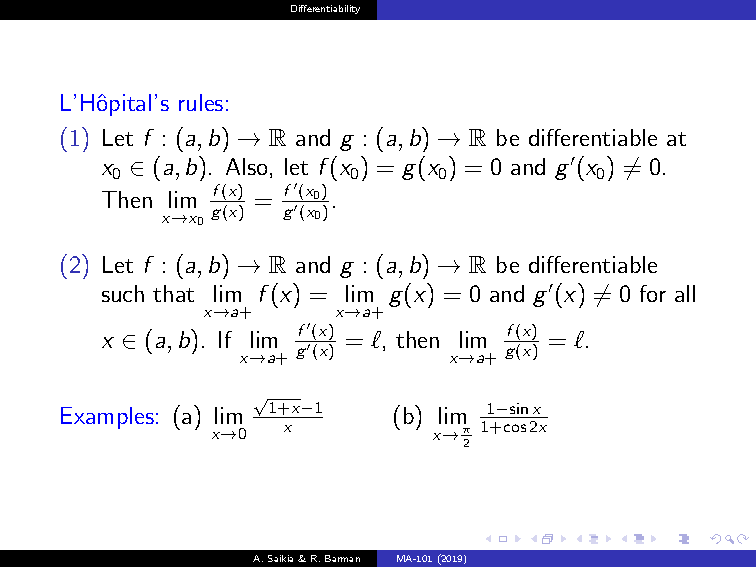 Differentiability
L'Hôpital's rules:
(1) Let f : (a, b) → ℝ and g : (a, b) → ℝ be differentiable at
x₀ ∈ (a, b). Also, let f(x₀) = g(x₀) = 0 and g′(x₀) ≠ 0.
Then lim_{x→x₀} f(x)/g(x) = f′(x₀)/g′(x₀).
(2) Let f : (a, b) → ℝ and g : (a, b) → ℝ be differentiable
such that lim_{x→a+} f(x) = lim_{x→a+} g(x) = 0 and g′(x) ≠ 0 for all
x ∈ (a, b). If lim_{x→a+} f′(x)/g′(x) = ℓ, then lim_{x→a+} f(x)/g(x) = ℓ.
Examples: (a) lim_{x→0} (√(1+x)−1)/x (b) lim_{x→π/2} (1−sin x)/(1+cos 2x)
A. Saikia & R. Barman MA-101 (2019)